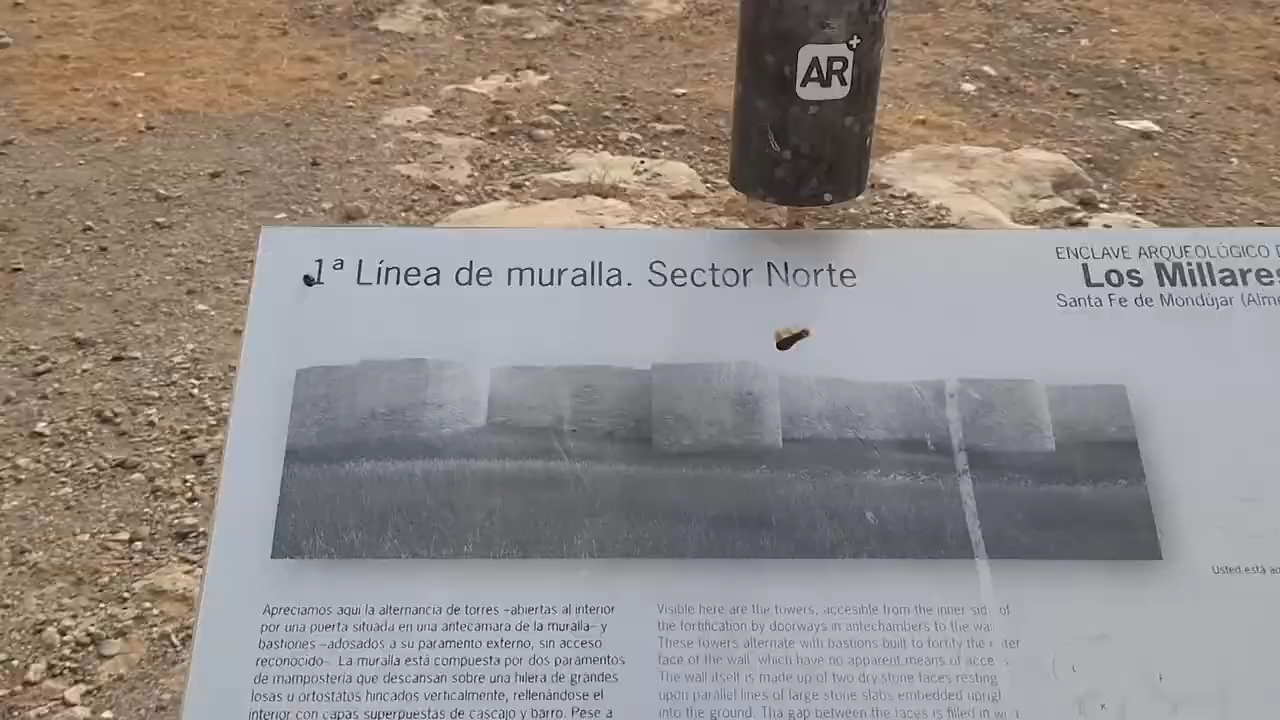 AR+
1ª Línea de muralla. Sector Norte
ENCLAVE ARQUEOLÓGICO
Los Millares
Santa Fe de Mondújar
Apreciamos aquí la alternancia de torres -abiertas al interior
por una puerta situada en una antecámara de la muralla- y
bastiones -adosados a su paramento externo, sin acceso
reconocido-. La muralla está compuesta por dos paramentos
de mampostería que descansan sobre una hilera de grandes
losas u ortostatos hincados verticalmente, rellenándose el
interior con capas superpuestas de cascajo y barro. Pese a
Visible here are the towers, accesible from the inner side of
the fortification by doorways in antechambers to the
These towers alternate with bastions built to fortify the
face of the wall, which have no apparent means of
The wall itself is made up of two dry stone faces resting
upon parallel lines of large stone slabs embedded
into the ground. Tha gap between the faces is filled in
Usted está
K